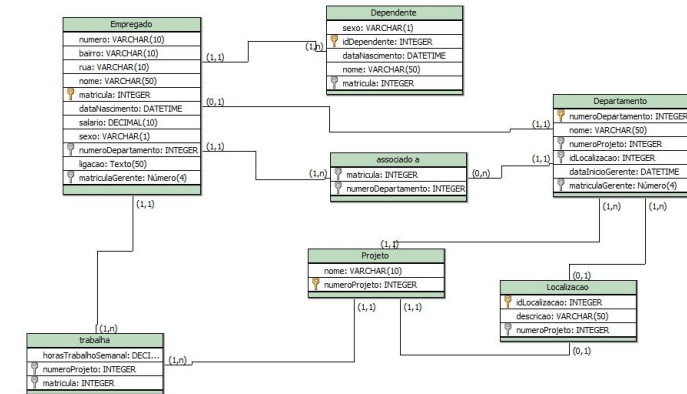 Empregado
numero: VARCHAR(10)
bairro: VARCHAR(10)
rua: VARCHAR(10)
nome: VARCHAR(50)
matricula: INTEGER
dataNascimento: DATETIME
salario: DECIMAL(10)
sexo: VARCHAR(1)
numeroDepartamento: INTEGER
ligacao: Texto(50)
matriculaGerente: Número(4)
(1,1)
(0,1)
(1,1)
(1,1)
Dependente
sexo: VARCHAR(1)
idDependente: INTEGER
dataNascimento: DATETIME
nome: VARCHAR(50)
matricula: INTEGER
(1,n)
Departamento
numeroDepartamento: INTEGER
nome: VARCHAR(50)
numeroProjeto: INTEGER
idLocalizacao: INTEGER
dataInicioGerente: DATETIME
matriculaGerente: Número(4)
(1,1)
(1,1)
(1,n)
(1,n)
associado a
matricula: INTEGER
numeroDepartamento: INTEGER
(1,n)
(0,n)
(1,1)
Projeto
nome: VARCHAR(10)
numeroProjeto: INTEGER
(1,1)
(1,1)
(0,1)
Localizacao
idLocalizacao: INTEGER
descricao: VARCHAR(50)
numeroProjeto: INTEGER
(0,1)
(1,n)
trabalha
horasTrabalhoSemanal: DECI...
numeroProjeto: INTEGER
matricula: INTEGER
(1,n)